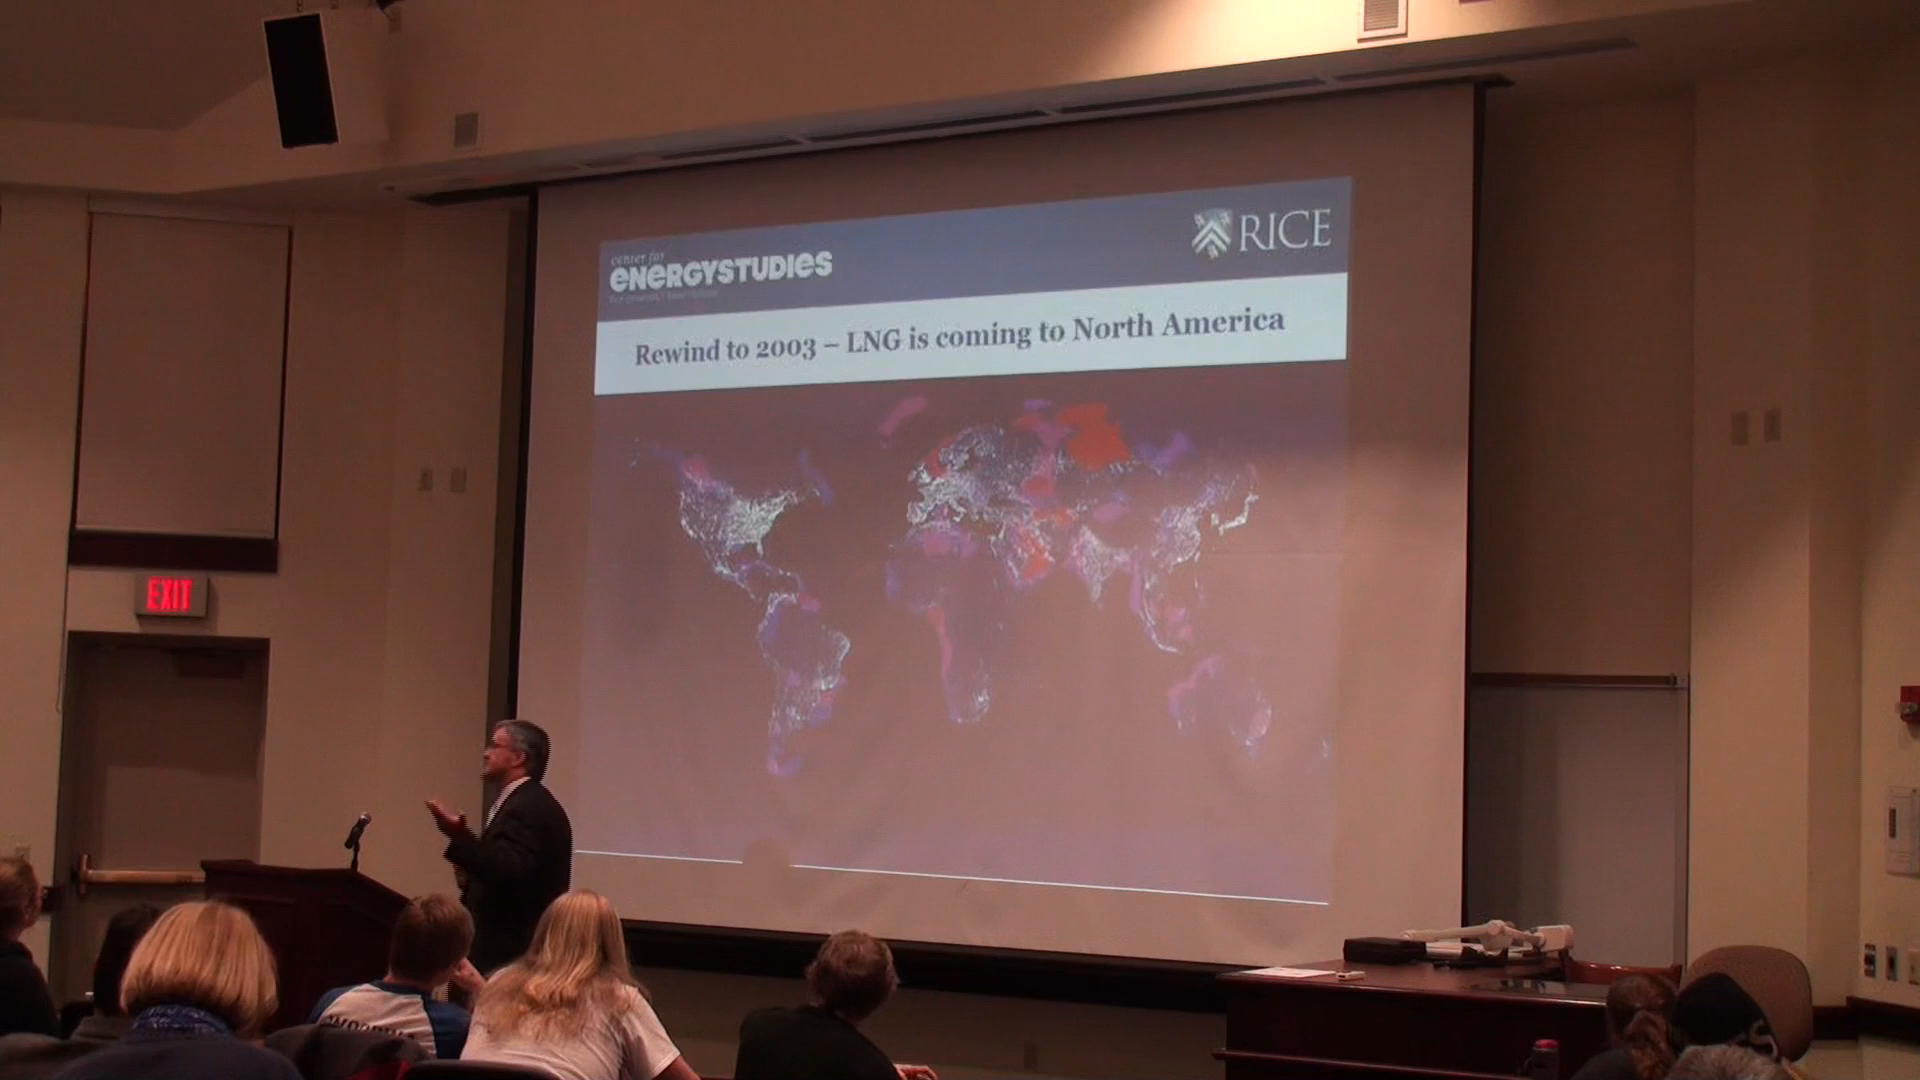 center for
ENERGYSTUDIES
RICE
Rewind to 2003 – LNG is coming to North America
EXIT